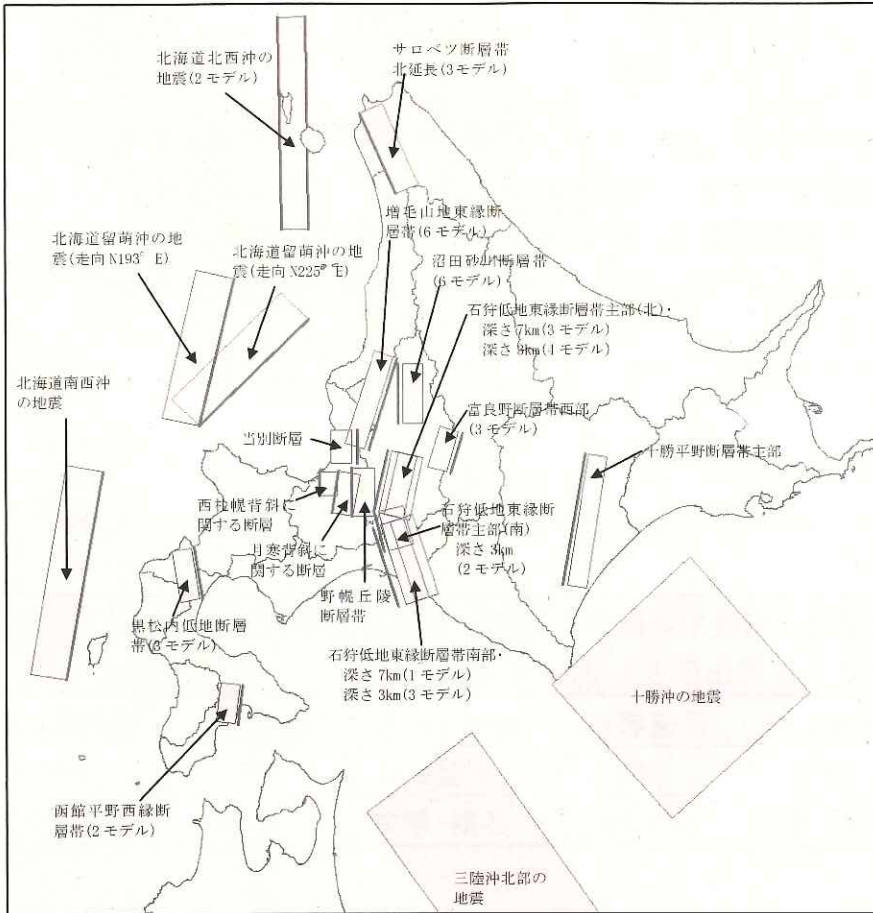 北海道北西沖の
地震(2モデル)
サロベツ断層帯
北延長(3モデル)
増毛山地東縁断
層帯(6モデル)
北海道留萌沖の地
震(走向N193°E)
北海道留萌沖の地
震(走向N225°E)
沼田砂川断層帯
(6モデル)
石狩低地東縁断層帯主部(北)・
深さ7km(3モデル)
深さ3km(4モデル)
北海道南西沖
の地震
富良野断層帯西部
(3モデル)
当別断層
十勝平野断層帯主部
西札幌背斜に
関する断層
石狩低地東縁断
層帯主部(南)
深さ3km
(2モデル)
月寒背斜に
関する断層
野幌丘陵
断層帯
黒松内低地断層
帯(3モデル)
石狩低地東縁断層帯南部・
深さ7km(1モデル)
深さ3km(3モデル)
十勝沖の地震
函館平野西縁断
層帯(2モデル)
三陸沖北部の
地震